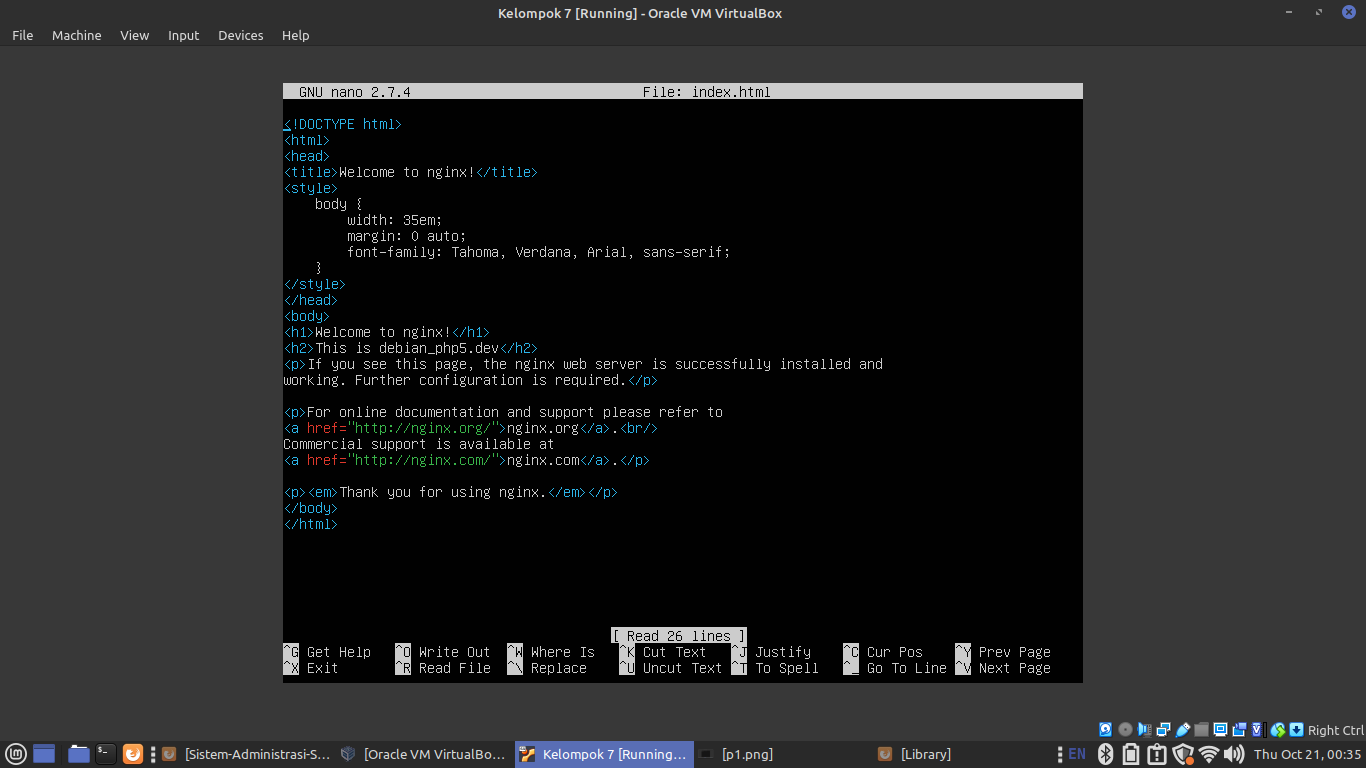 Kelompok 7 [Running] - Oracle VM VirtualBox
File Machine View Input Devices Help
GNU nano 2.7.4 File: index.html
<!DOCTYPE html>
<html>
<head>
<title>Welcome to nginx!</title>
<style>
    body {
        width: 35em;
        margin: 0 auto;
        font-family: Tahoma, Verdana, Arial, sans-serif;
    }
</style>
</head>
<body>
<h1>Welcome to nginx!</h1>
<h2>This is debian_php5.dev</h2>
<p>If you see this page, the nginx web server is successfully installed and
working. Further configuration is required.</p>
<p>For online documentation and support please refer to
<a href="http://nginx.org/">nginx.org</a>.<br/>
Commercial support is available at
<a href="http://nginx.com/">nginx.com</a>.</p>
<p><em>Thank you for using nginx.</em></p>
</body>
</html>
[ Read 26 lines ]
^G Get Help ^O Write Out ^W Where Is ^K Cut Text ^J Justify ^C Cur Pos ^Y Prev Page
^X Exit ^R Read File ^\ Replace ^U Uncut Text ^T To Spell ^_ Go To Line ^V Next Page
Right Ctrl
[Sistem-Administrasi-S... [Oracle VM VirtualBo... Kelompok 7 [Running... [p1.png] [Library] EN Thu Oct 21, 00:35